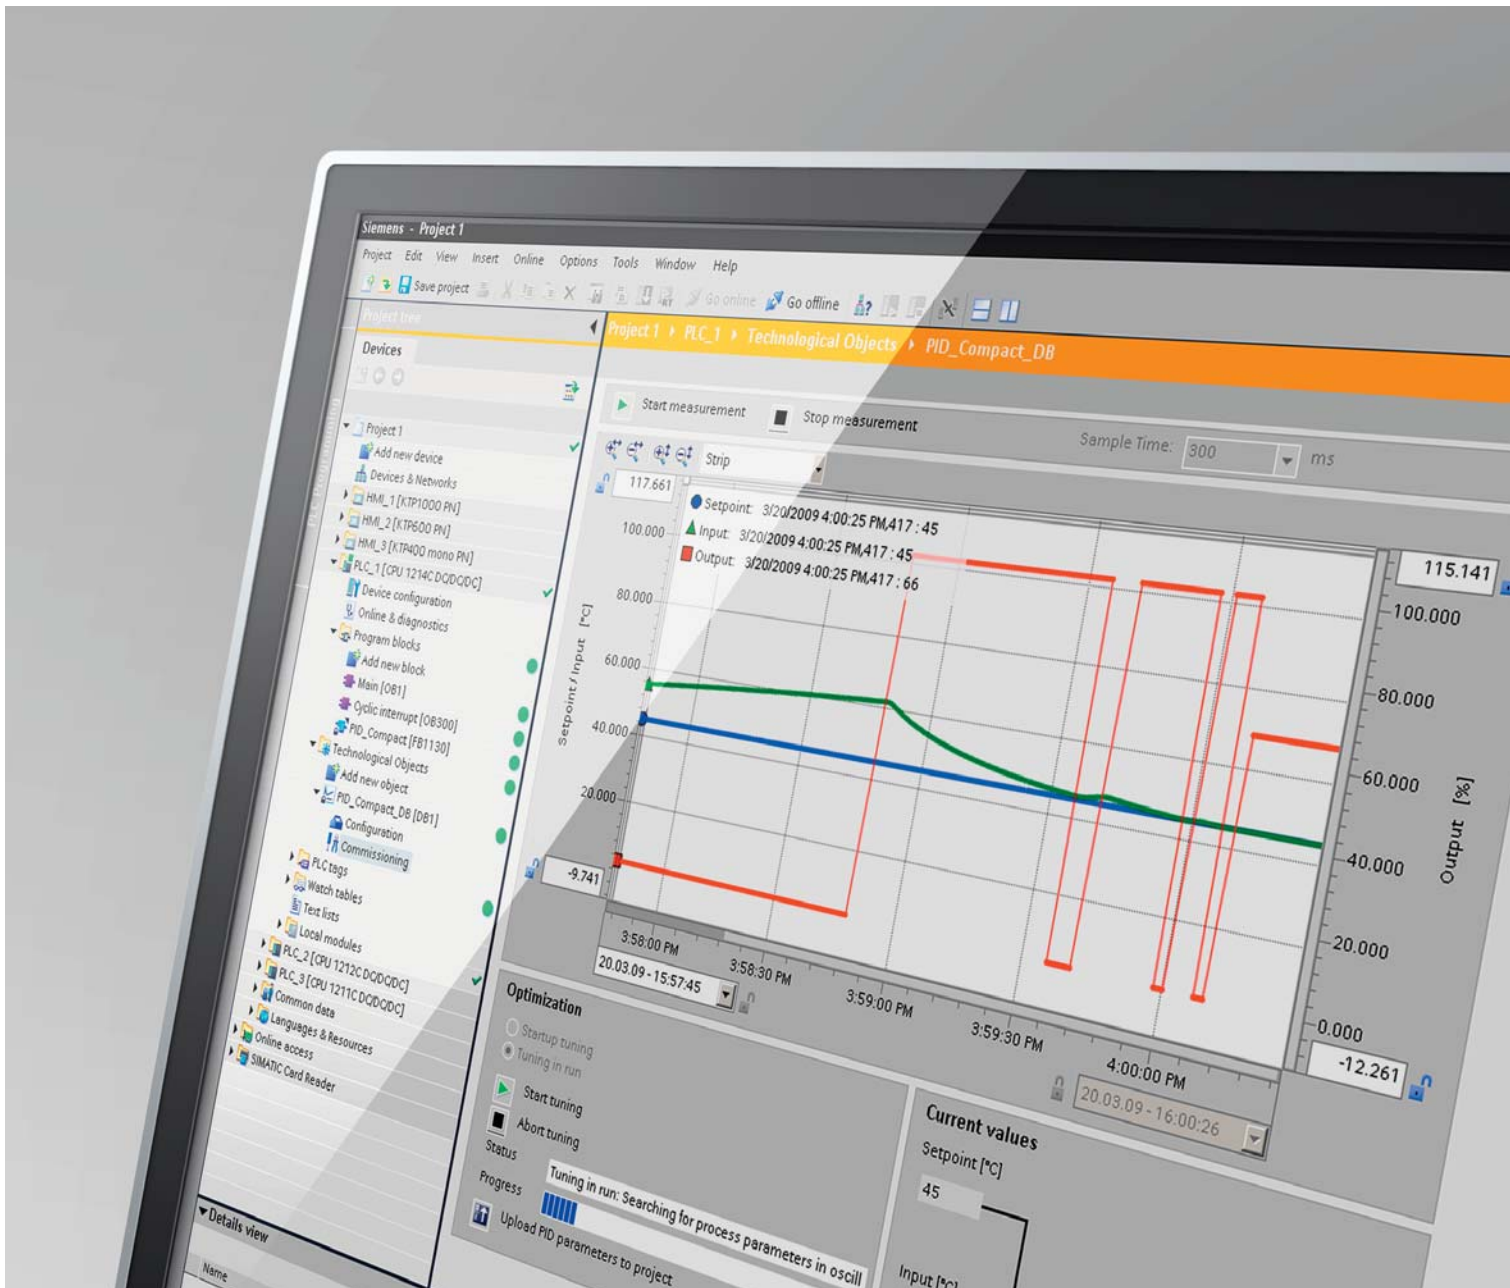 Siemens - Project 1
Project Edit View Insert Online Options Tools Window Help
Save project Go online Go offline
Project tree
Project 1 PLC_1 Technological Objects PID_Compact_DB
Devices
PLC Programming
Project 1
Add new device
Devices & Networks
HMI_1 [KTP1000 PN]
HMI_2 [KTP600 PN]
HMI_3 [KTP400 mono PN]
PLC_1 [CPU 1214C DC/DC/DC]
Device configuration
Online & diagnostics
Program blocks
Add new block
Main [OB1]
Cyclic interrupt [OB300]
PID_Compact [FB1130]
Technological Objects
Add new object
PID_Compact_DB [DB1]
Configuration
Commissioning
PLC tags
Watch tables
Text lists
Local modules
PLC_2 [CPU 1212C DC/DC/DC]
PLC_3 [CPU 1211C DC/DC/DC]
Common data
Languages & Resources
Online access
SIMATIC Card Reader
Details view
Name
Start measurement Stop measurement
Sample Time: 300 ms
Strip
117.661
100.000
80.000
60.000
40.000
20.000
-9.741
Setpoint / Input [°C]
Setpoint: 3/20/2009 4:00:25 PM,417 : 45
Input: 3/20/2009 4:00:25 PM,417 : 45
Output: 3/20/2009 4:00:25 PM,417 : 66
115.141
100.000
80.000
60.000
40.000
20.000
0.000
-12.261
Output [%]
3:58:00 PM 3:58:30 PM 3:59:00 PM 3:59:30 PM 4:00:00 PM
20.03.09 - 15:57:45
20.03.09 - 16:00:26
Optimization
Startup tuning
Tuning in run
Start tuning
Abort tuning
Status
Tuning in run: Searching for process parameters in oscill
Progress
Upload PID parameters to project
Current values
Setpoint [°C]
45
Input [°C]